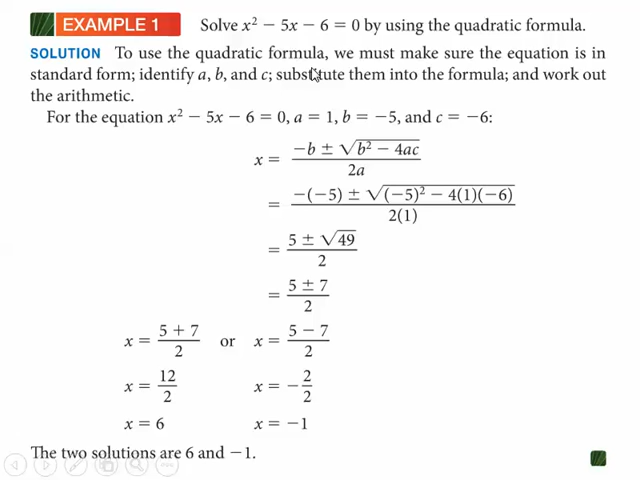 EXAMPLE 1 Solve x² − 5x − 6 = 0 by using the quadratic formula.
SOLUTION To use the quadratic formula, we must make sure the equation is in
standard form; identify a, b, and c; substitute them into the formula; and work out
the arithmetic.
For the equation x² − 5x − 6 = 0, a = 1, b = −5, and c = −6:
x = (−b ± √(b² − 4ac)) / 2a
= (−(−5) ± √((−5)² − 4(1)(−6))) / 2(1)
= (5 ± √49) / 2
= (5 ± 7) / 2
x = (5 + 7) / 2 or x = (5 − 7) / 2
x = 12/2 x = −2/2
x = 6 x = −1
The two solutions are 6 and −1.